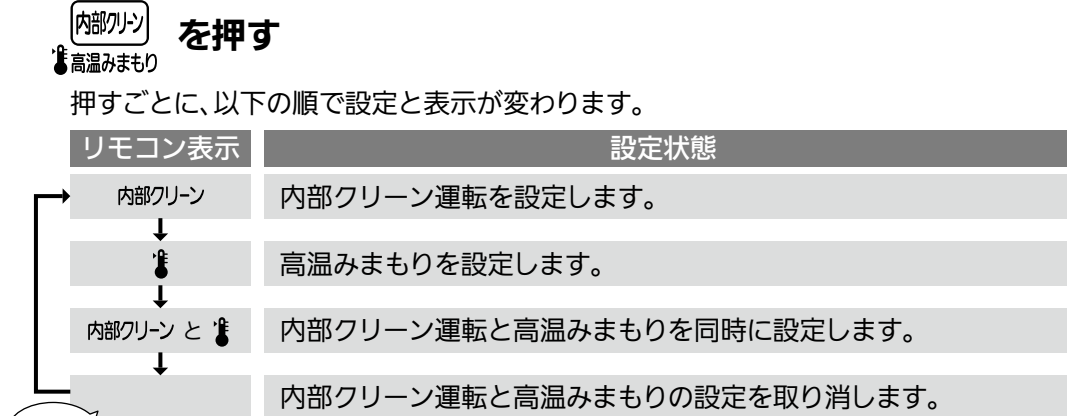 内部クリーン を押す
高温みまもり
押すごとに、以下の順で設定と表示が変わります。
リモコン表示 設定状態
内部クリーン 内部クリーン運転を設定します。
高温みまもりを設定します。
内部クリーン と 内部クリーン運転と高温みまもりを同時に設定します。
内部クリーン運転と高温みまもりの設定を取り消します。